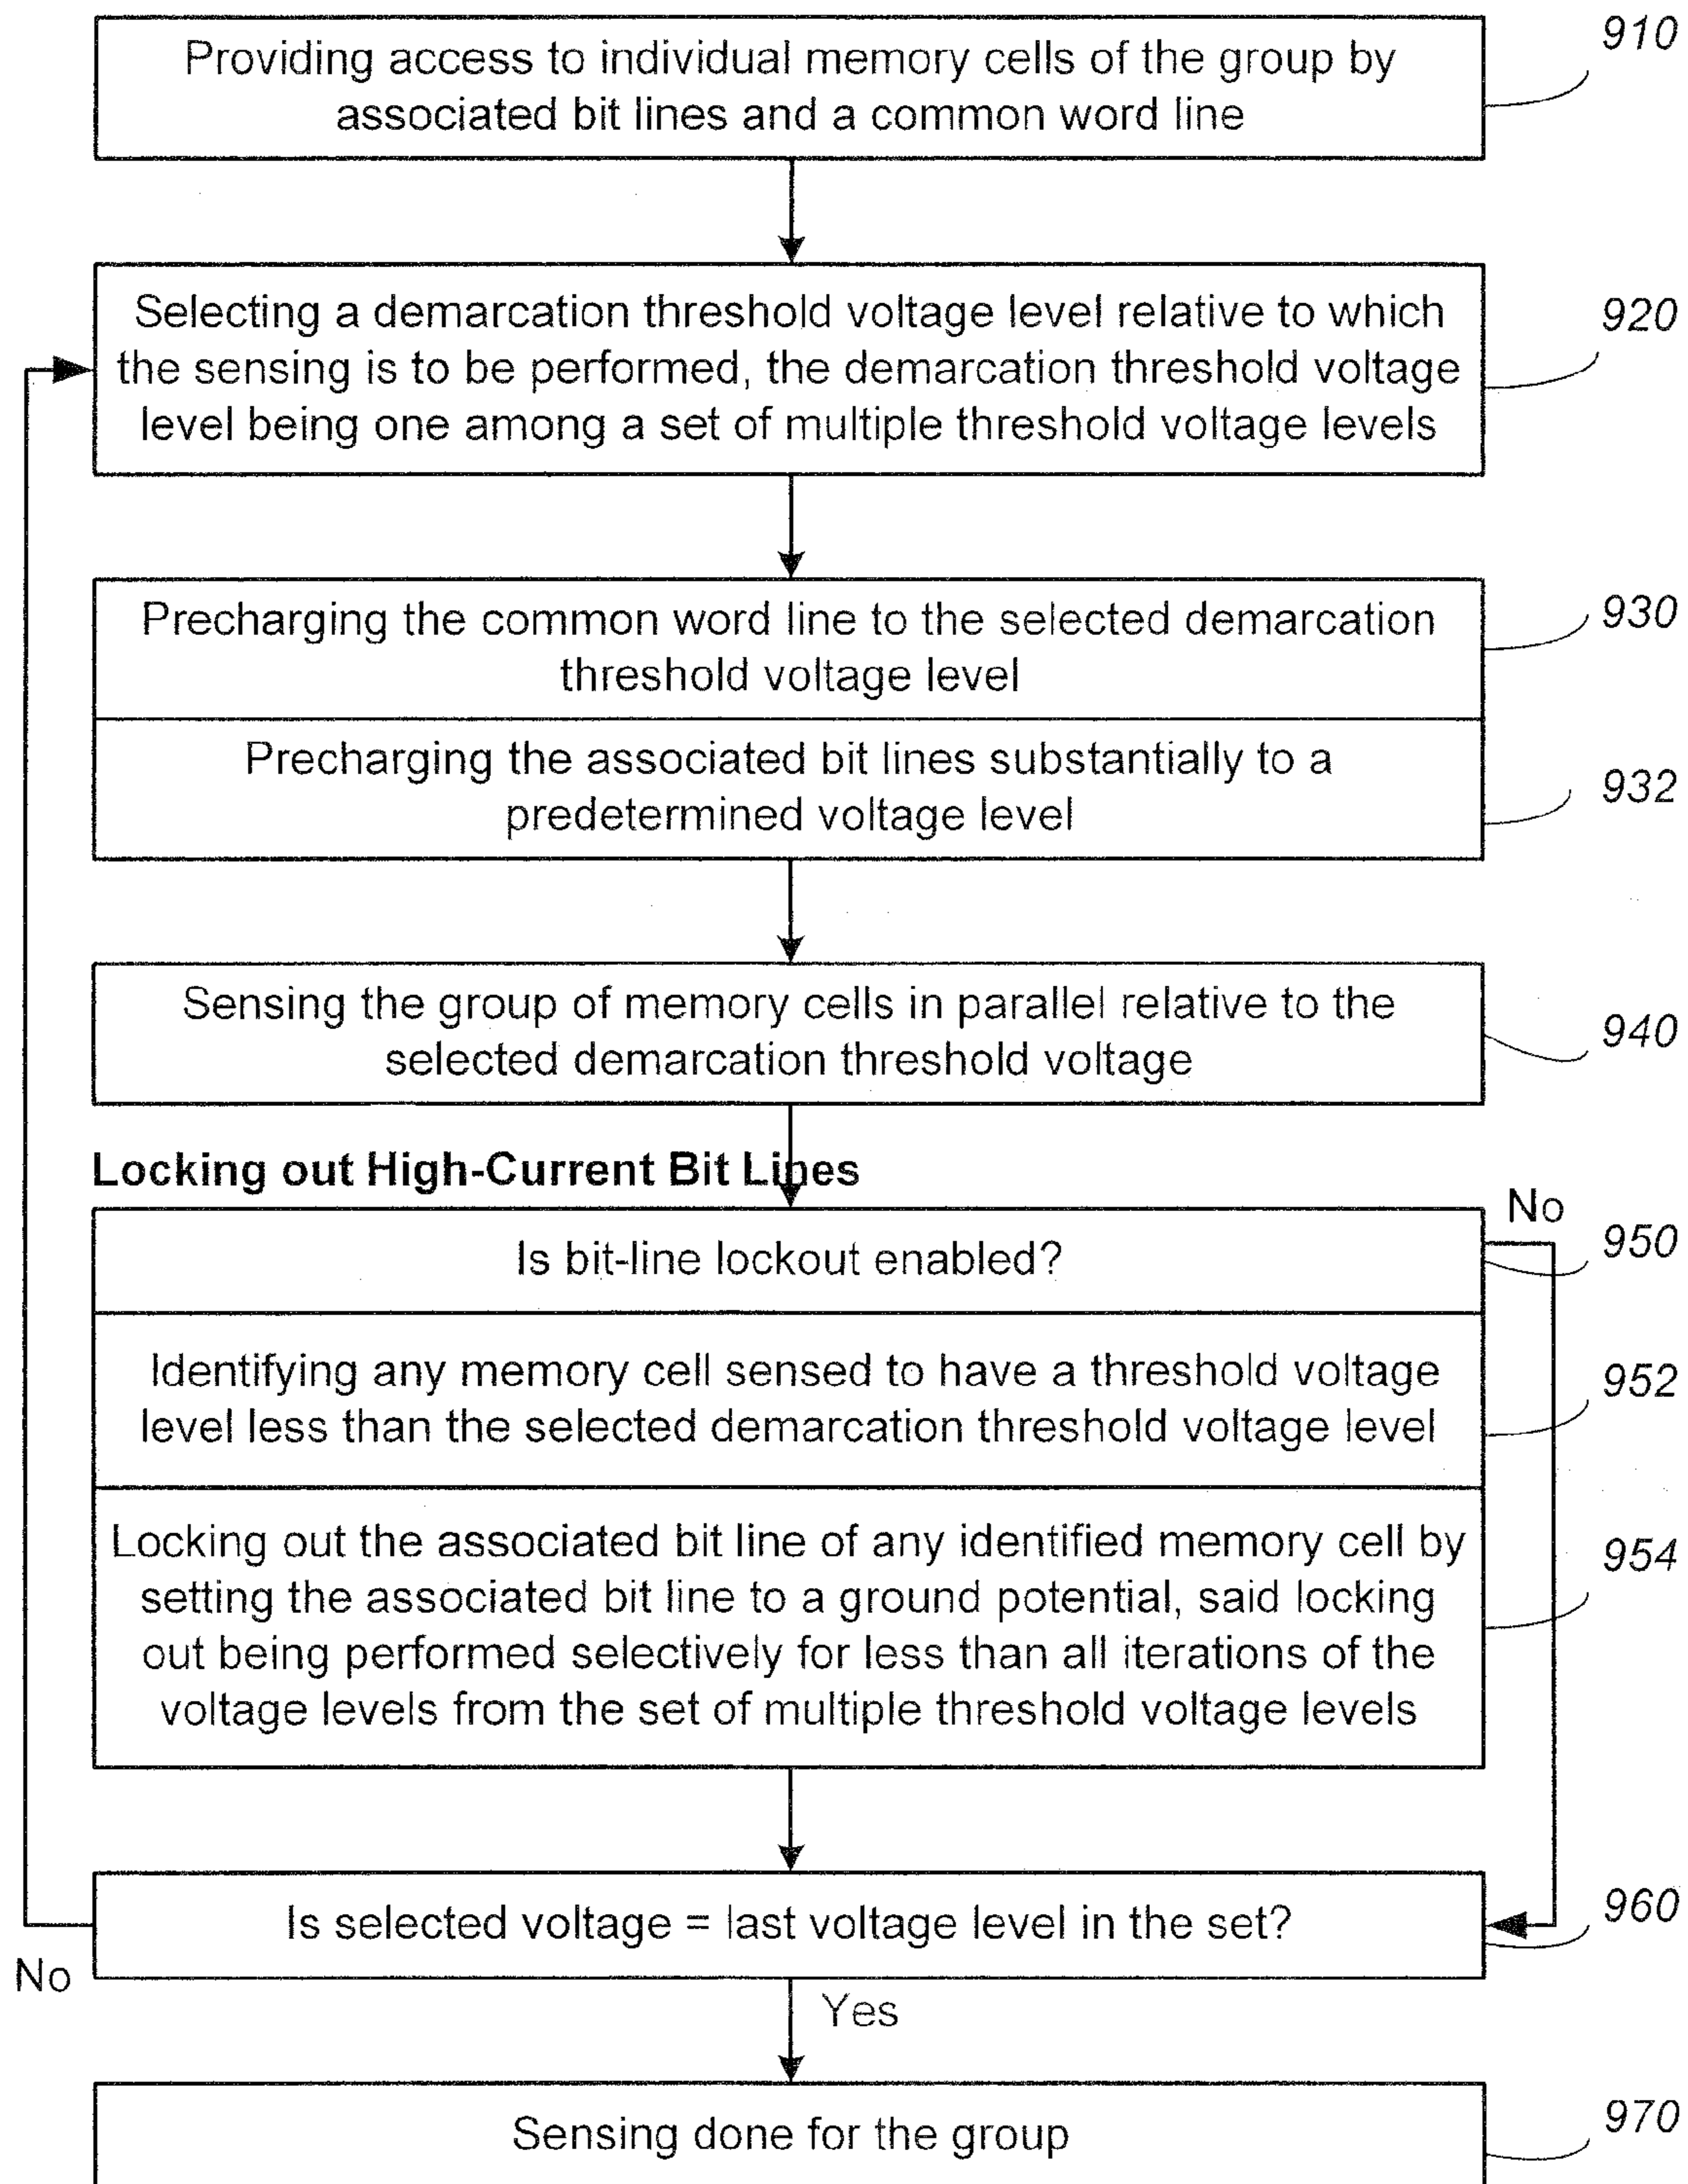 910
Providing access to individual memory cells of the group by
associated bit lines and a common word line
920
Selecting a demarcation threshold voltage level relative to which
the sensing is to be performed, the demarcation threshold voltage
level being one among a set of multiple threshold voltage levels
930
Precharging the common word line to the selected demarcation
threshold voltage level
932
Precharging the associated bit lines substantially to a
predetermined voltage level
940
Sensing the group of memory cells in parallel relative to the
selected demarcation threshold voltage
Locking out High-Current Bit Lines
No
950
Is bit-line lockout enabled?
952
Identifying any memory cell sensed to have a threshold voltage
level less than the selected demarcation threshold voltage level
954
Locking out the associated bit line of any identified memory cell by
setting the associated bit line to a ground potential, said locking
out being performed selectively for less than all iterations of the
voltage levels from the set of multiple threshold voltage levels
960
Is selected voltage = last voltage level in the set?
No
Yes
970
Sensing done for the group